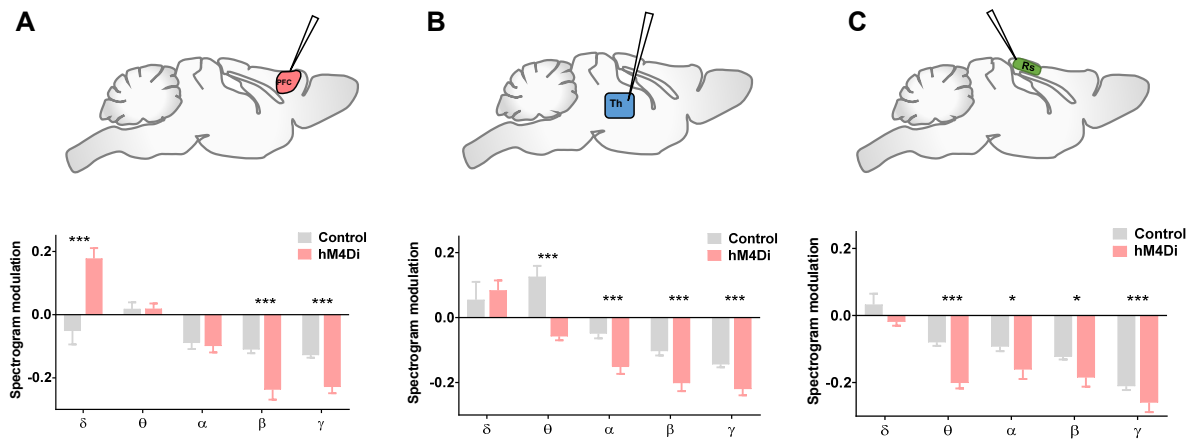 A
PFC
Spectrogram modulation
0.2
0.0
-0.2
***
***
***
Control
hM4Di
δ θ α β γ
B
Th
Spectrogram modulation
0.2
0.0
-0.2
***
***
***
***
Control
hM4Di
δ θ α β γ
C
Rs
Spectrogram modulation
0.2
0.0
-0.2
***
*
*
***
Control
hM4Di
δ θ α β γ